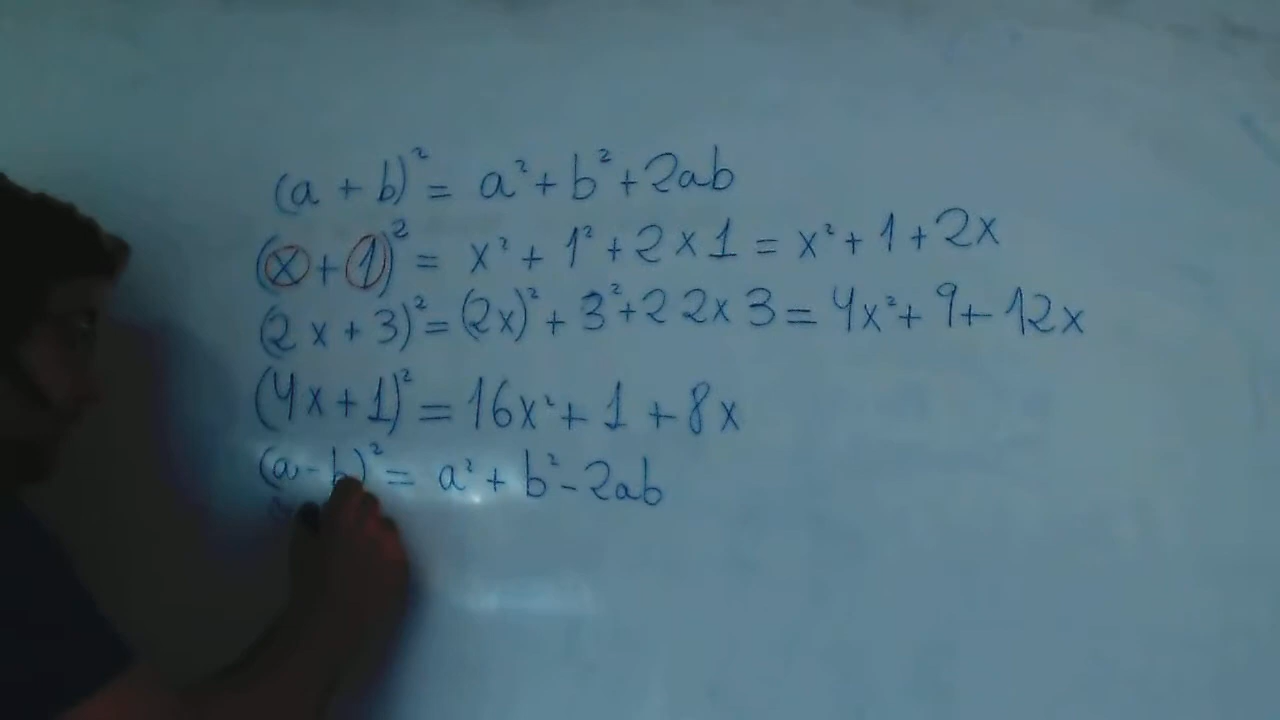 (a + b)² = a² + b² + 2ab
(x + 1)² = x² + 1² + 2 x 1 = x² + 1 + 2x
(2x + 3)² = (2x)² + 3² + 2 2x 3 = 4x² + 9 + 12x
(4x + 1)² = 16x² + 1 + 8x
(a - b)² = a² + b² - 2ab